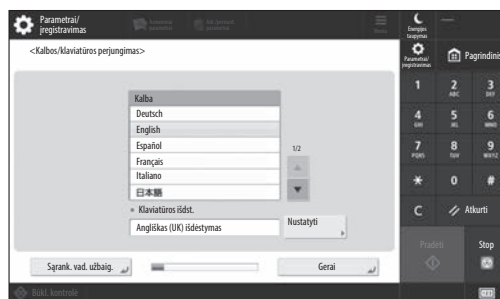 Parametrai/
įregistravimas
Energijos
taupymas
<Kalbos/klaviatūros perjungimas>
Parametrai/
įregistravimas
Pagrindinis
Kalba
Deutsch
English
Español
Français
Italiano
日本語
1/2
Klaviatūros išdst.
Angliškas (UK) išdėstymas
Nustatyti
Sąrank. vad. užbaig.
Gerai
Būkl. kontrolė
1
2 ABC
3 DEF
4 GHI
5 JKL
6 MNO
7 PQRS
8 TUV
9 WXYZ
* 0 #
C
Atkurti
Pradėti
Stop